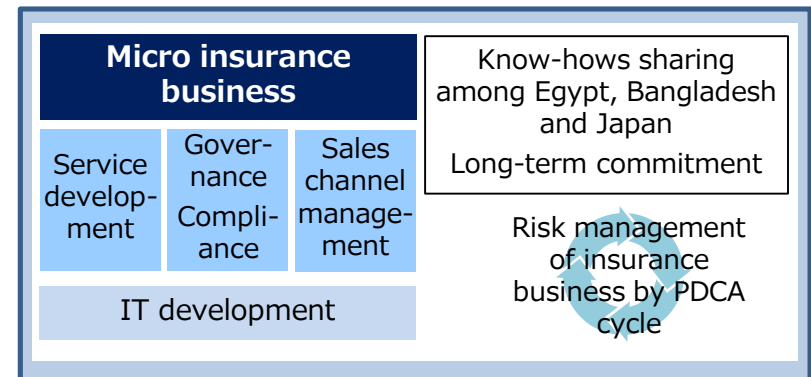 Micro insurance
business
Service
develop-
ment
Gover-
nance
Compli-
ance
Sales
channel
manage-
ment
IT development
Know-hows sharing
among Egypt, Bangladesh
and Japan
Long-term commitment
Risk management
of insurance
business by PDCA
cycle